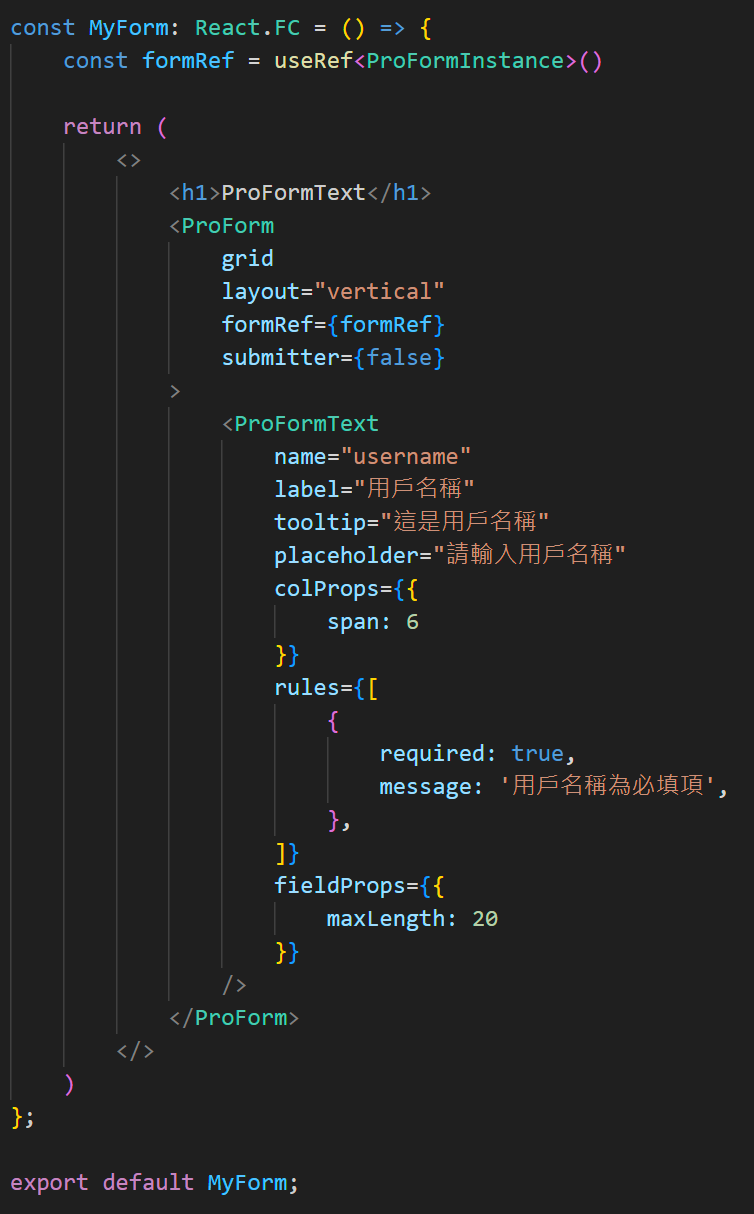 const MyForm: React.FC = () => {
    const formRef = useRef<ProFormInstance>()

    return (
        <>
            <h1>ProFormText</h1>
            <ProForm
                grid
                layout="vertical"
                formRef={formRef}
                submitter={false}
            >
                <ProFormText
                    name="username"
                    label="用戶名稱"
                    tooltip="這是用戶名稱"
                    placeholder="請輸入用戶名稱"
                    colProps={{
                        span: 6
                    }}
                    rules={[
                        {
                            required: true,
                            message: '用戶名稱為必填項',
                        },
                    ]}
                    fieldProps={{
                        maxLength: 20
                    }}
                />
            </ProForm>
        </>
    )
};

export default MyForm;